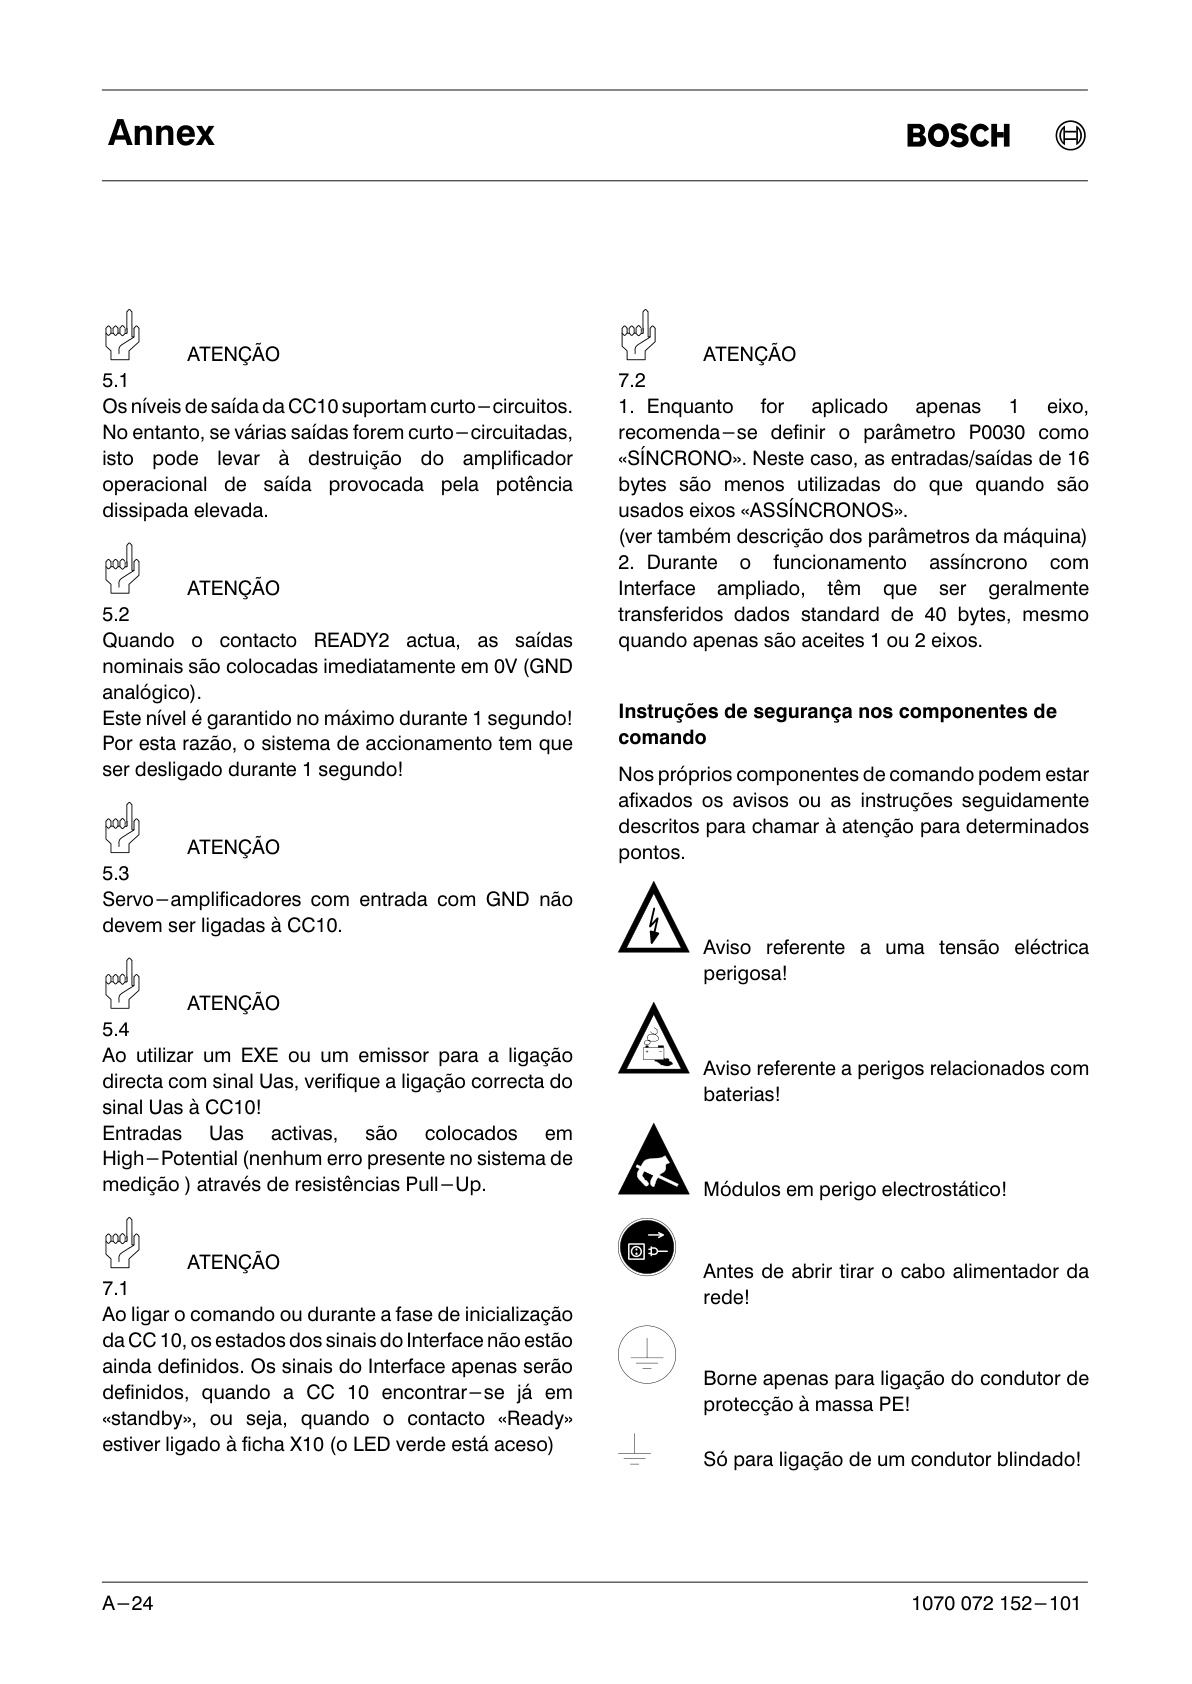 Annex
BOSCH
ATENÇÃO
5.1
Os níveis de saída da CC10 suportam curto−circuitos.
No entanto, se várias saídas forem curto−circuitadas,
isto pode levar à destruição do amplificador
operacional de saída provocada pela potência
dissipada elevada.
ATENÇÃO
5.2
Quando o contacto READY2 actua, as saídas
nominais são colocadas imediatamente em 0V (GND
analógico).
Este nível é garantido no máximo durante 1 segundo!
Por esta razão, o sistema de accionamento tem que
ser desligado durante 1 segundo!
ATENÇÃO
5.3
Servo−amplificadores com entrada com GND não
devem ser ligadas à CC10.
ATENÇÃO
5.4
Ao utilizar um EXE ou um emissor para a ligação
directa com sinal Uas, verifique a ligação correcta do
sinal Uas à CC10!
Entradas Uas activas, são colocados em
High−Potential (nenhum erro presente no sistema de
medição ) através de resistências Pull−Up.
ATENÇÃO
7.1
Ao ligar o comando ou durante a fase de inicialização
da CC 10, os estados dos sinais do Interface não estão
ainda definidos. Os sinais do Interface apenas serão
definidos, quando a CC 10 encontrar−se já em
«standby», ou seja, quando o contacto «Ready»
estiver ligado à ficha X10 (o LED verde está aceso)
ATENÇÃO
7.2
1. Enquanto for aplicado apenas 1 eixo,
recomenda−se definir o parâmetro P0030 como
«SÍNCRONO». Neste caso, as entradas/saídas de 16
bytes são menos utilizadas do que quando são
usados eixos «ASSÍNCRONOS».
(ver também descrição dos parâmetros da máquina)
2. Durante o funcionamento assíncrono com
Interface ampliado, têm que ser geralmente
transferidos dados standard de 40 bytes, mesmo
quando apenas são aceites 1 ou 2 eixos.
Instruções de segurança nos componentes de
comando
Nos próprios componentes de comando podem estar
afixados os avisos ou as instruções seguidamente
descritos para chamar à atenção para determinados
pontos.
Aviso referente a uma tensão eléctrica
perigosa!
Aviso referente a perigos relacionados com
baterias!
Módulos em perigo electrostático!
Antes de abrir tirar o cabo alimentador da
rede!
Borne apenas para ligação do condutor de
protecção à massa PE!
Só para ligação de um condutor blindado!
A−24
1070 072 152−101